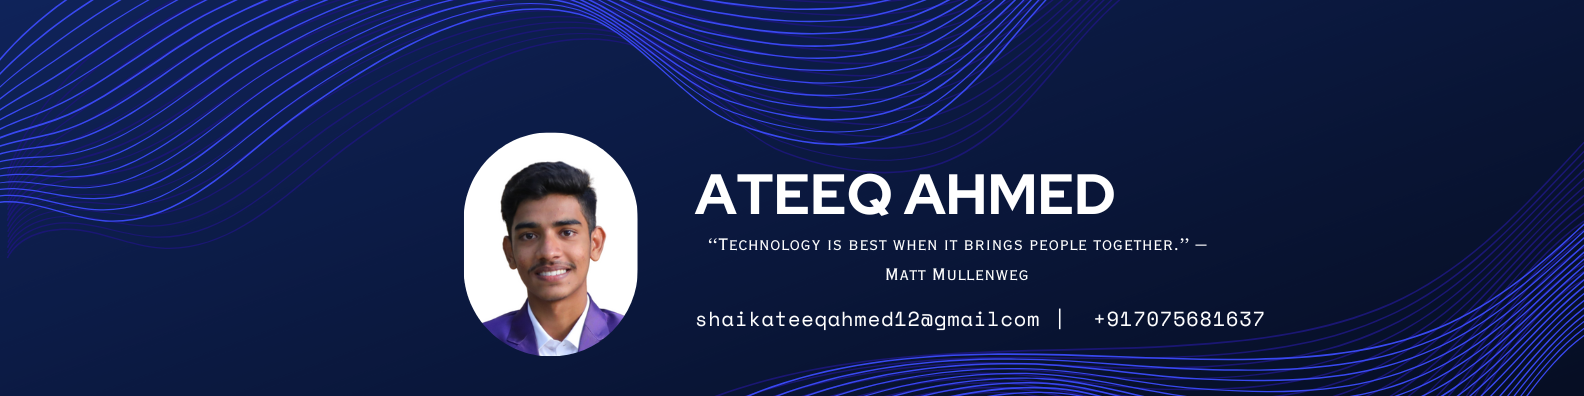 ATEEQ AHMED
“Technology is best when it brings people together.” –
Matt Mullenweg
shaikateeqahmed12@gmailcom | +917075681637